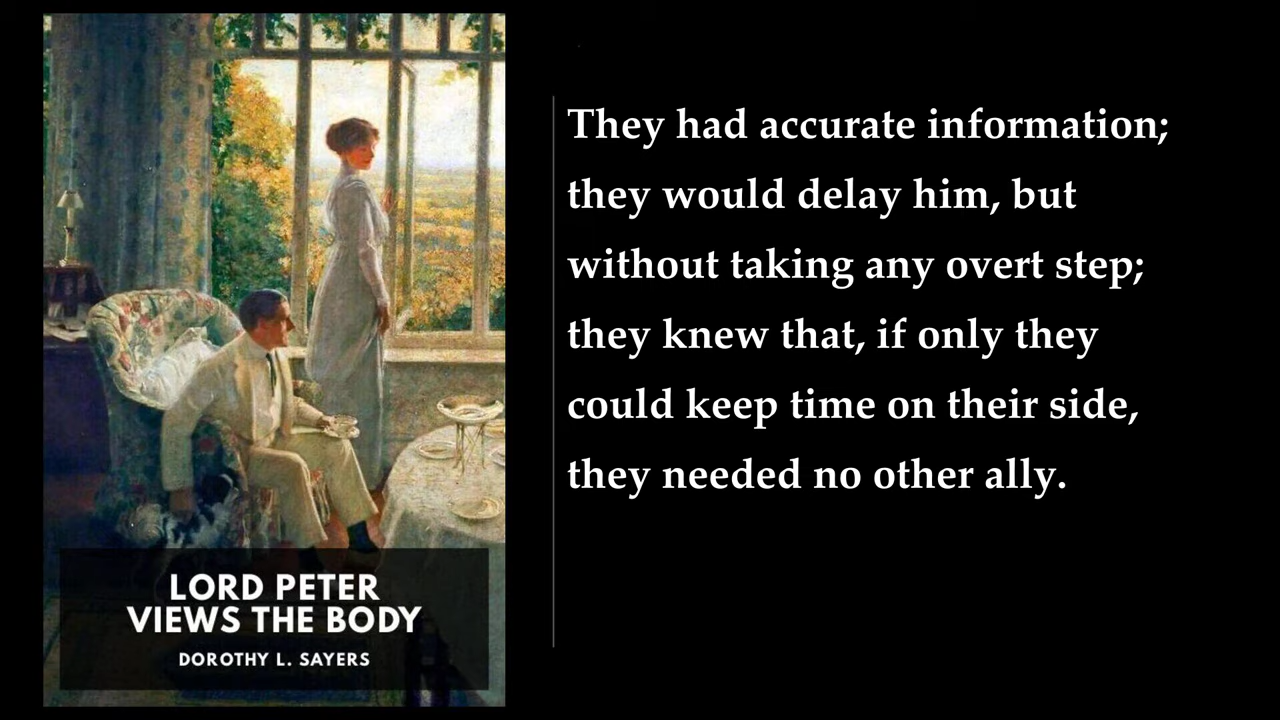 They had accurate information;
they would delay him, but
without taking any overt step;
they knew that, if only they
could keep time on their side,
they needed no other ally.
LORD PETER
VIEWS THE BODY
DOROTHY L. SAYERS